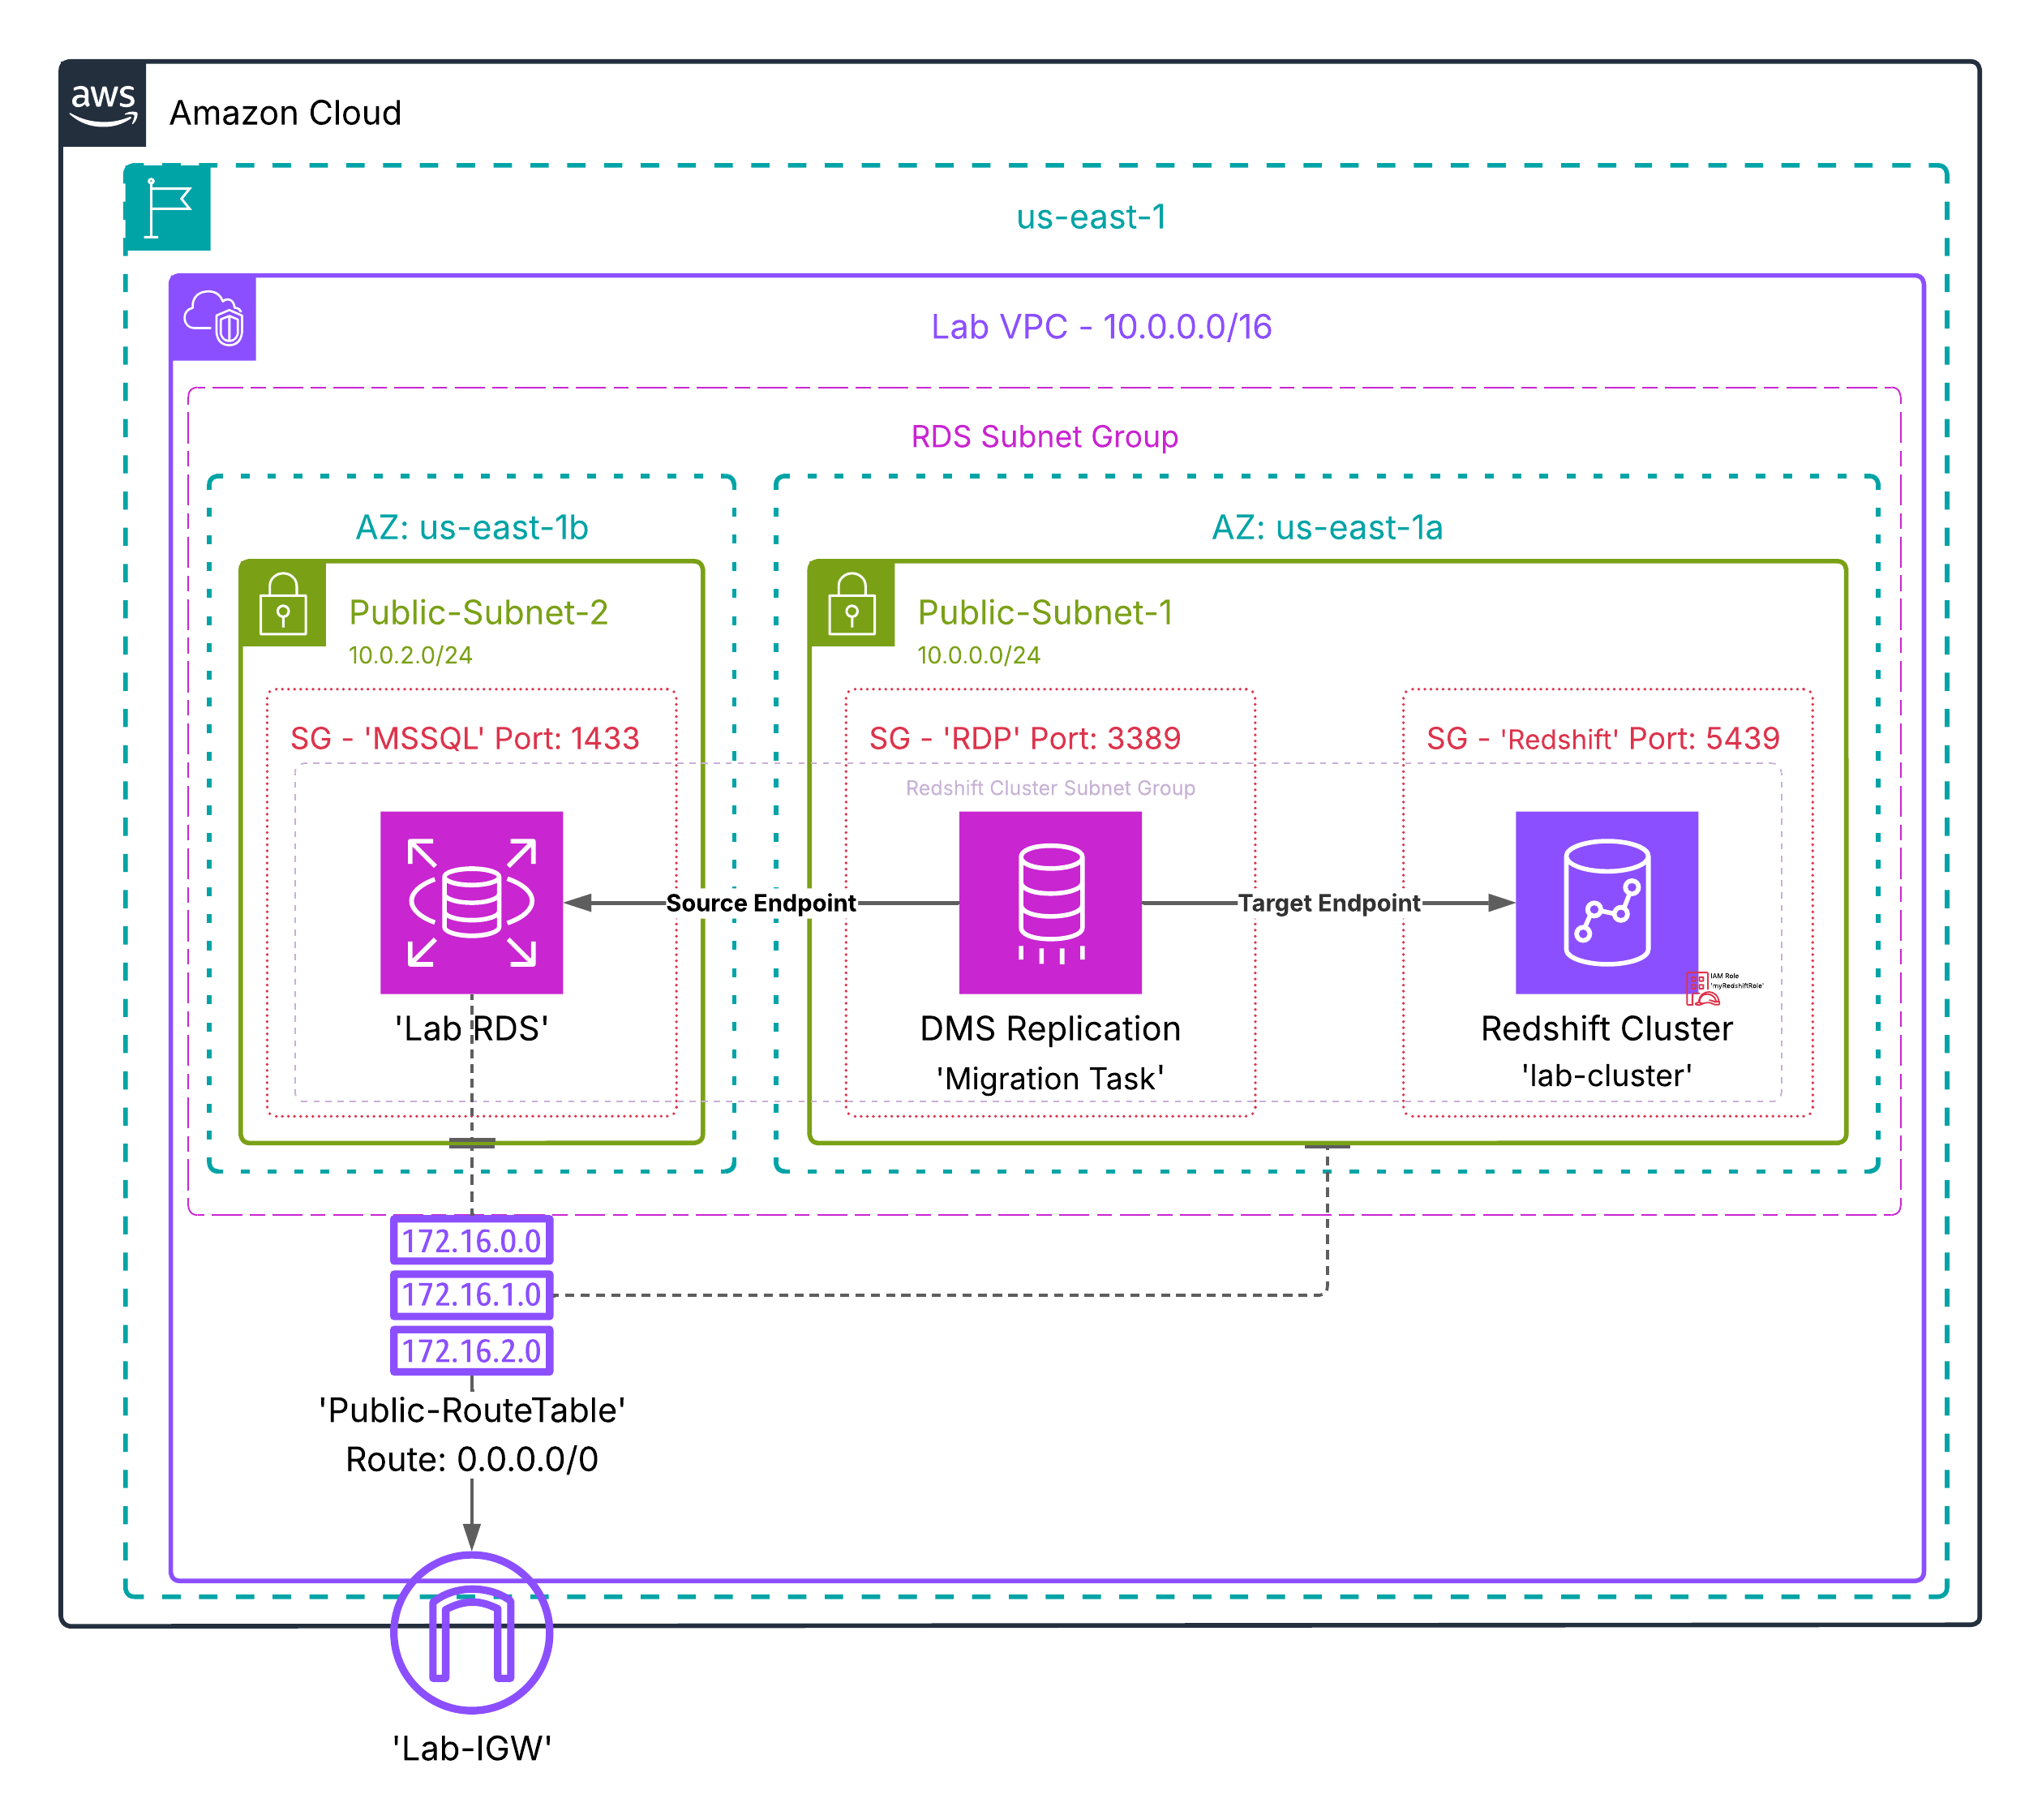 aws
Amazon Cloud
us-east-1
Lab VPC - 10.0.0.0/16
RDS Subnet Group
AZ: us-east-1b
AZ: us-east-1a
Public-Subnet-2
10.0.2.0/24
Public-Subnet-1
10.0.0.0/24
SG - 'MSSQL' Port: 1433
SG - 'RDP' Port: 3389
SG - 'Redshift' Port: 5439
Redshift Cluster Subnet Group
Source Endpoint
Target Endpoint
IAM Role
'myRedshiftRole'
'Lab RDS'
DMS Replication
'Migration Task'
Redshift Cluster
'lab-cluster'
172.16.0.0
172.16.1.0
172.16.2.0
'Public-RouteTable'
Route: 0.0.0.0/0
'Lab-IGW'